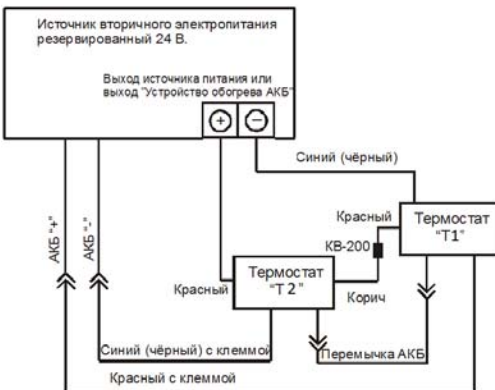 Источник вторичного электропитания
резервированный 24 В.
Выход источника питания или
выход "Устройство обогрева АКБ"
+ −
Синий (чёрный)
АКБ "+"
АКБ "-"
Красный
Термостат
"Т1"
КВ-200
Красный
Термостат
"Т 2"
Корич
Синий (чёрный) с клеммой
Перемычка АКБ
Красный с клеммой